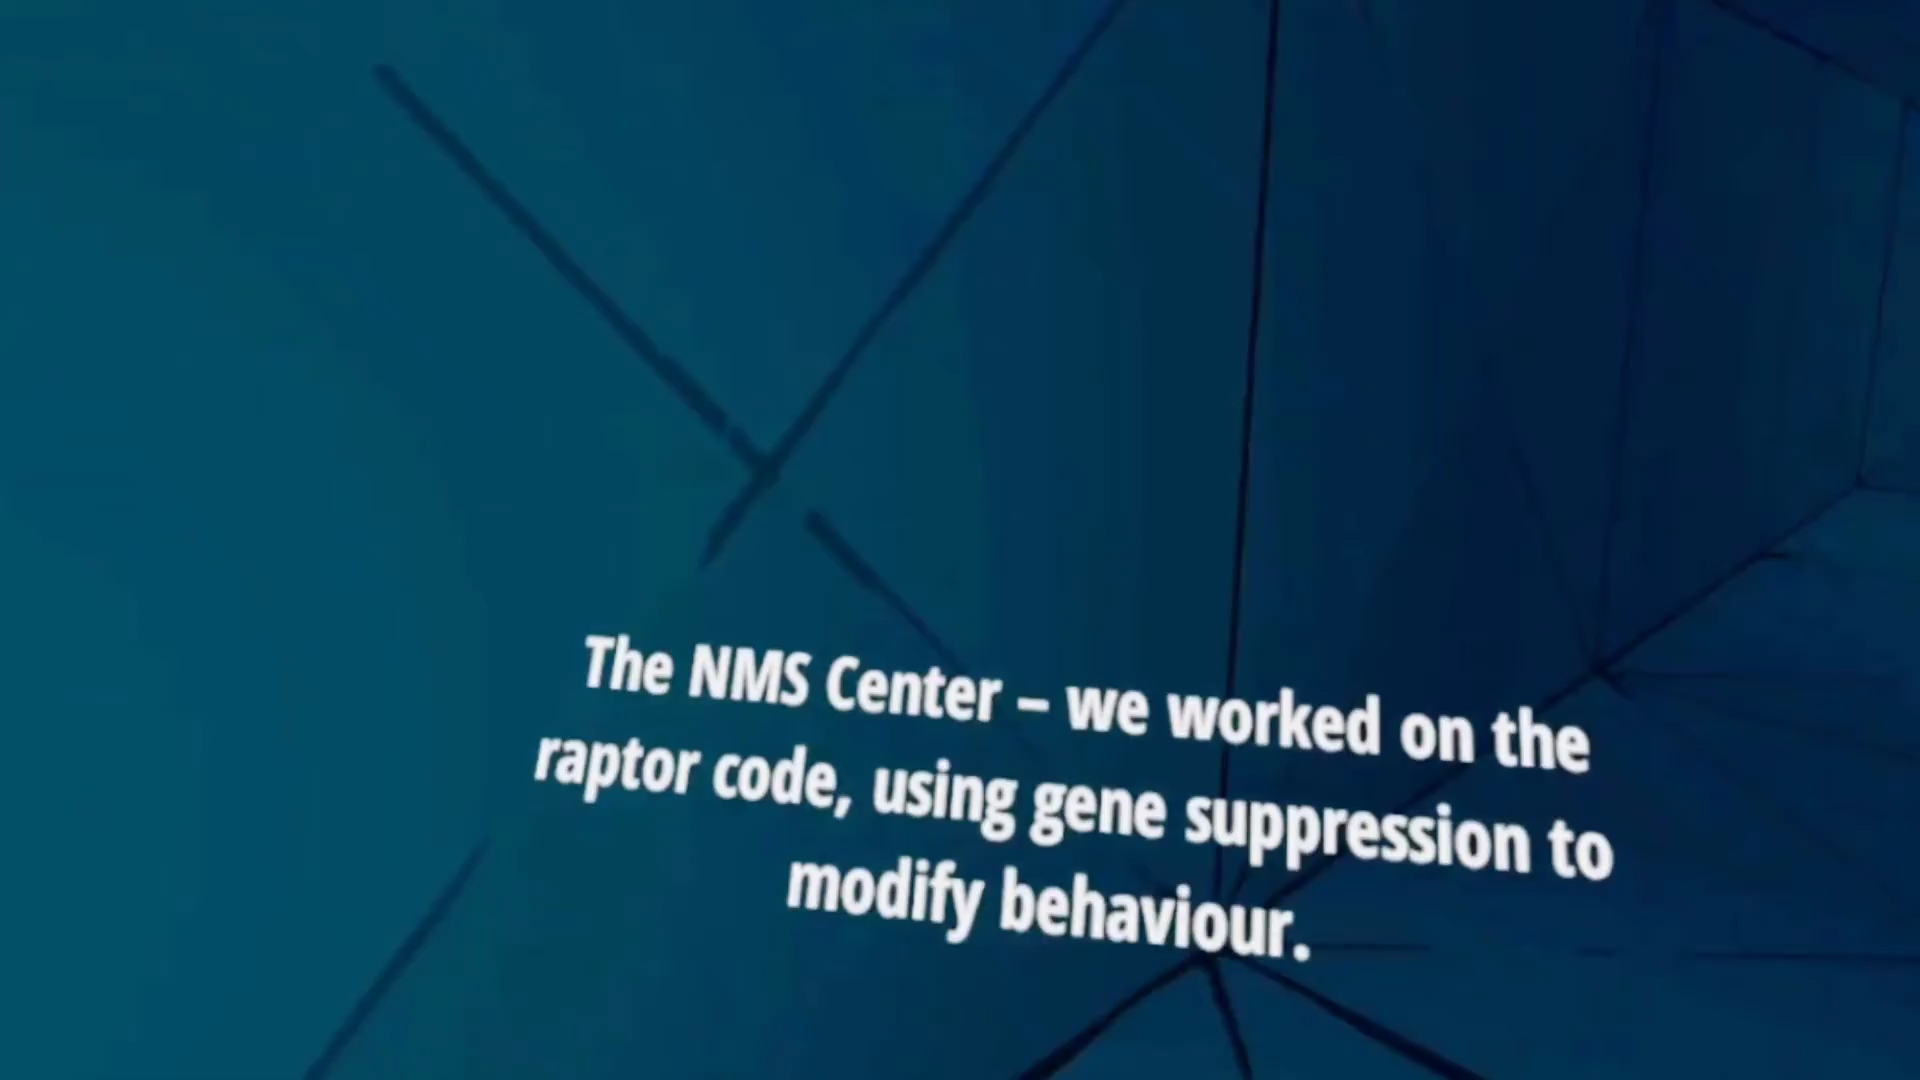 The NMS Center – we worked on the
raptor code, using gene suppression to
modify behaviour.